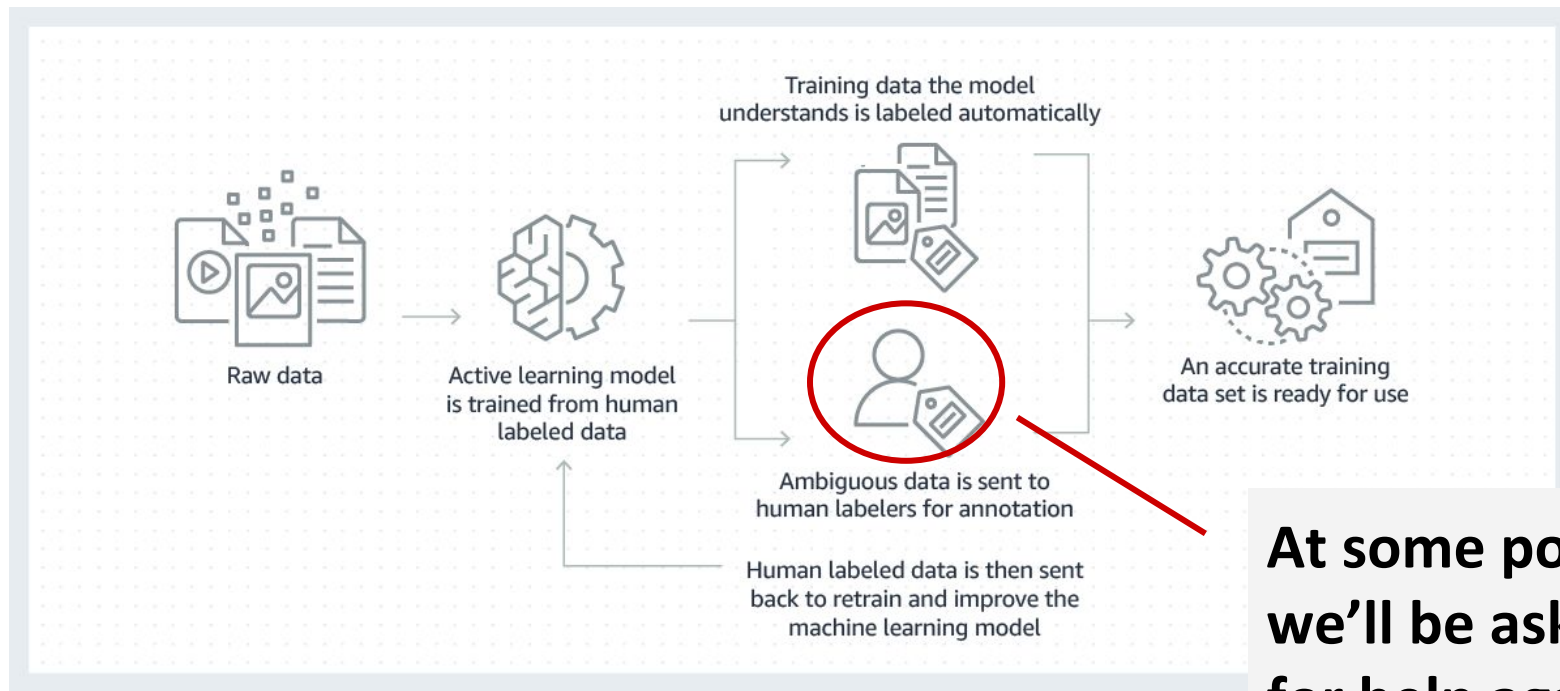 Training data the model
understands is labeled automatically
Raw data
Active learning model
is trained from human
labeled data
An accurate training
data set is ready for use
Ambiguous data is sent to
human labelers for annotation
Human labeled data is then sent
back to retrain and improve the
machine learning model
At some
we'll be